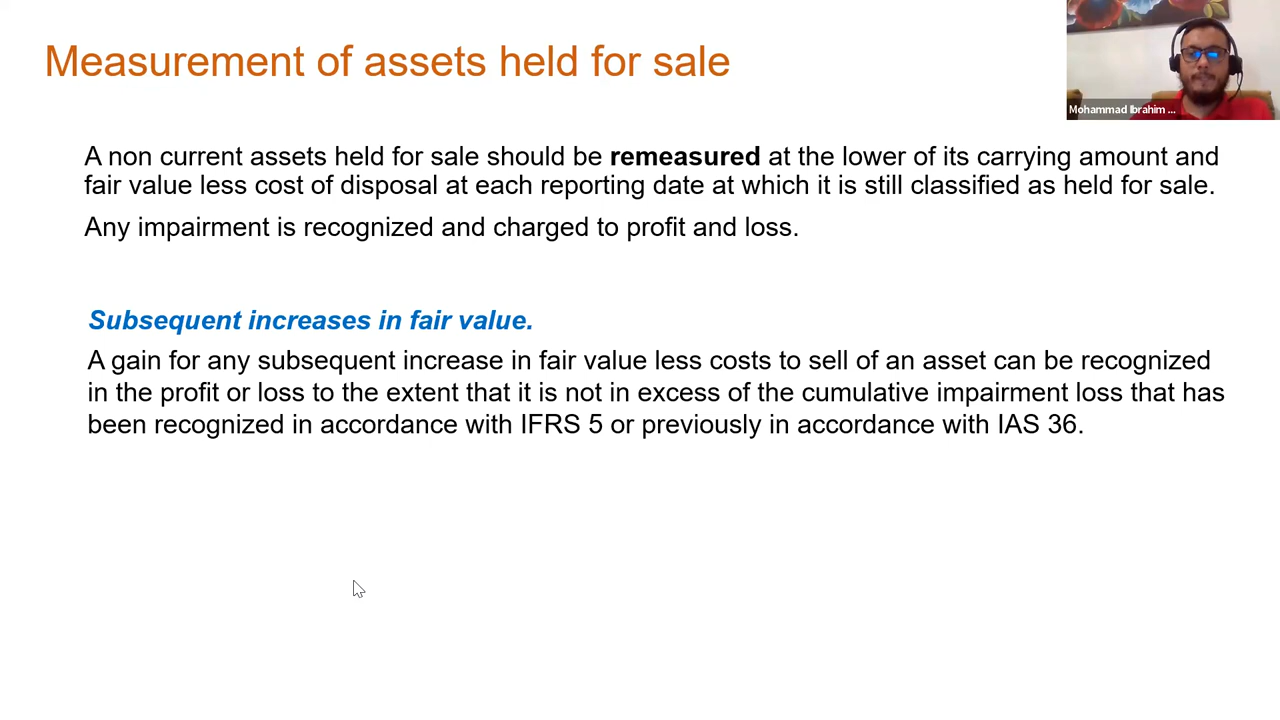 Measurement of assets held for sale
Mohammad Ibrahim ...
A non current assets held for sale should be remeasured at the lower of its carrying amount and
fair value less cost of disposal at each reporting date at which it is still classified as held for sale.
Any impairment is recognized and charged to profit and loss.
Subsequent increases in fair value.
A gain for any subsequent increase in fair value less costs to sell of an asset can be recognized
in the profit or loss to the extent that it is not in excess of the cumulative impairment loss that has
been recognized in accordance with IFRS 5 or previously in accordance with IAS 36.